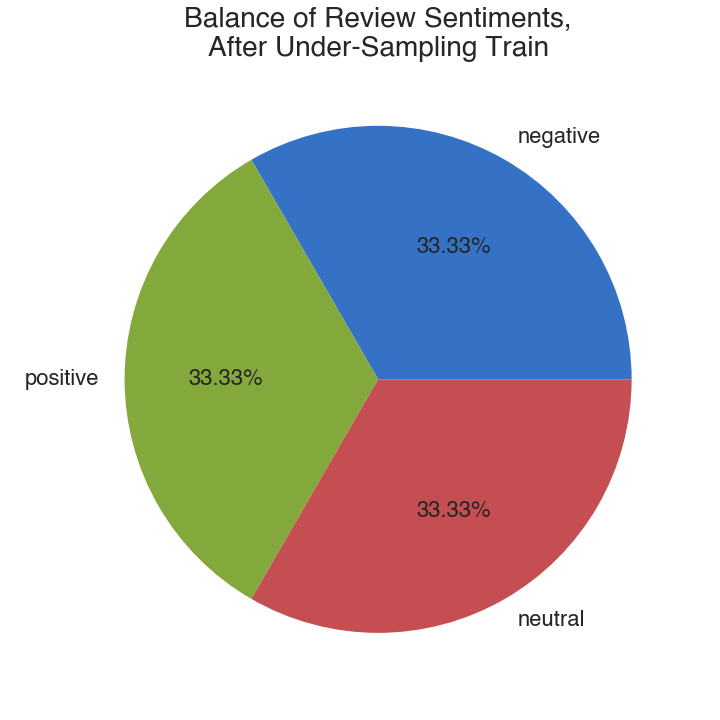 Balance of Review Sentiments,
After Under-Sampling Train
negative
33.33%
positive
33.33%
33.33%
neutral